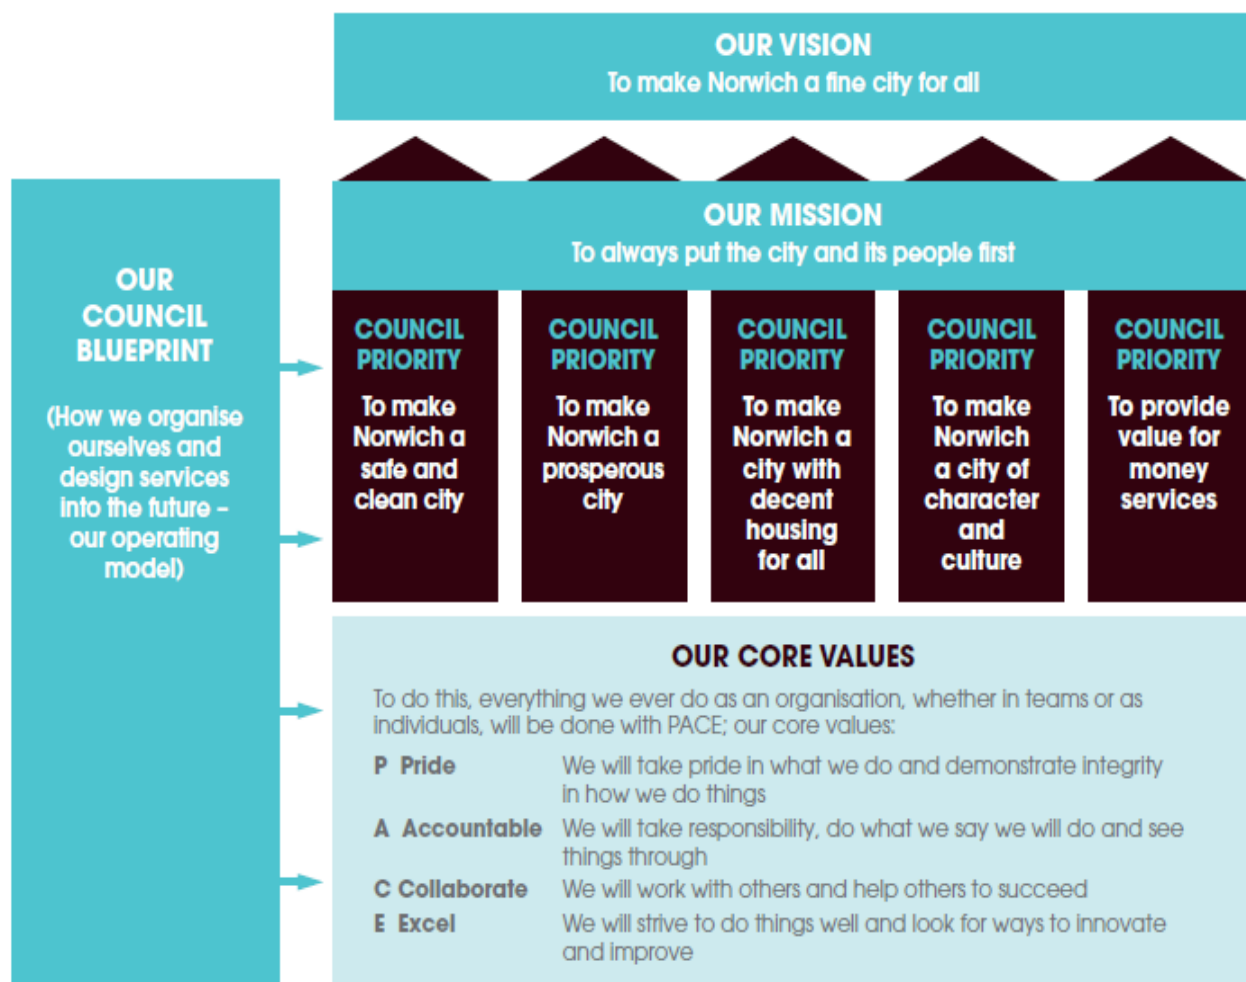 OUR VISION
To make Norwich a fine city for all
OUR
COUNCIL
BLUEPRINT
(How we organise
ourselves and
design services
into the future –
our operating
model)
OUR MISSION
To always put the city and its people first
COUNCIL
PRIORITY
To make
Norwich a
safe and
clean city
COUNCIL
PRIORITY
To make
Norwich a
prosperous
city
COUNCIL
PRIORITY
To make
Norwich a
city with
decent
housing
for all
COUNCIL
PRIORITY
To make
Norwich
a city of
character
and
culture
COUNCIL
PRIORITY
To provide
value for
money
services
OUR CORE VALUES
To do this, everything we ever do as an organisation, whether in teams or as
individuals, will be done with PACE; our core values:
P Pride We will take pride in what we do and demonstrate integrity
in how we do things
A Accountable We will take responsibility, do what we say we will do and see
things through
C Collaborate We will work with others and help others to succeed
E Excel We will strive to do things well and look for ways to innovate
and improve